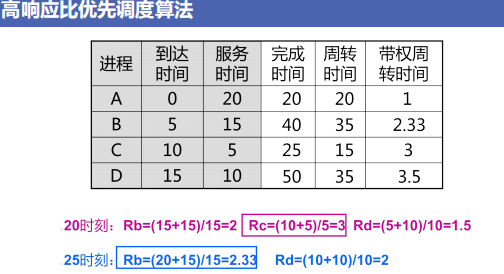 高响应比优先调度算法
进程 到达时间 服务时间 完成时间 周转时间 带权周转时间
A 0 20 20 20 1
B 5 15 40 35 2.33
C 10 5 25 15 3
D 15 10 50 35 3.5
20时刻：Rb=(15+15)/15=2 Rc=(10+5)/5=3 Rd=(5+10)/10=1.5
25时刻：Rb=(20+15)/15=2.33 Rd=(10+10)/10=2